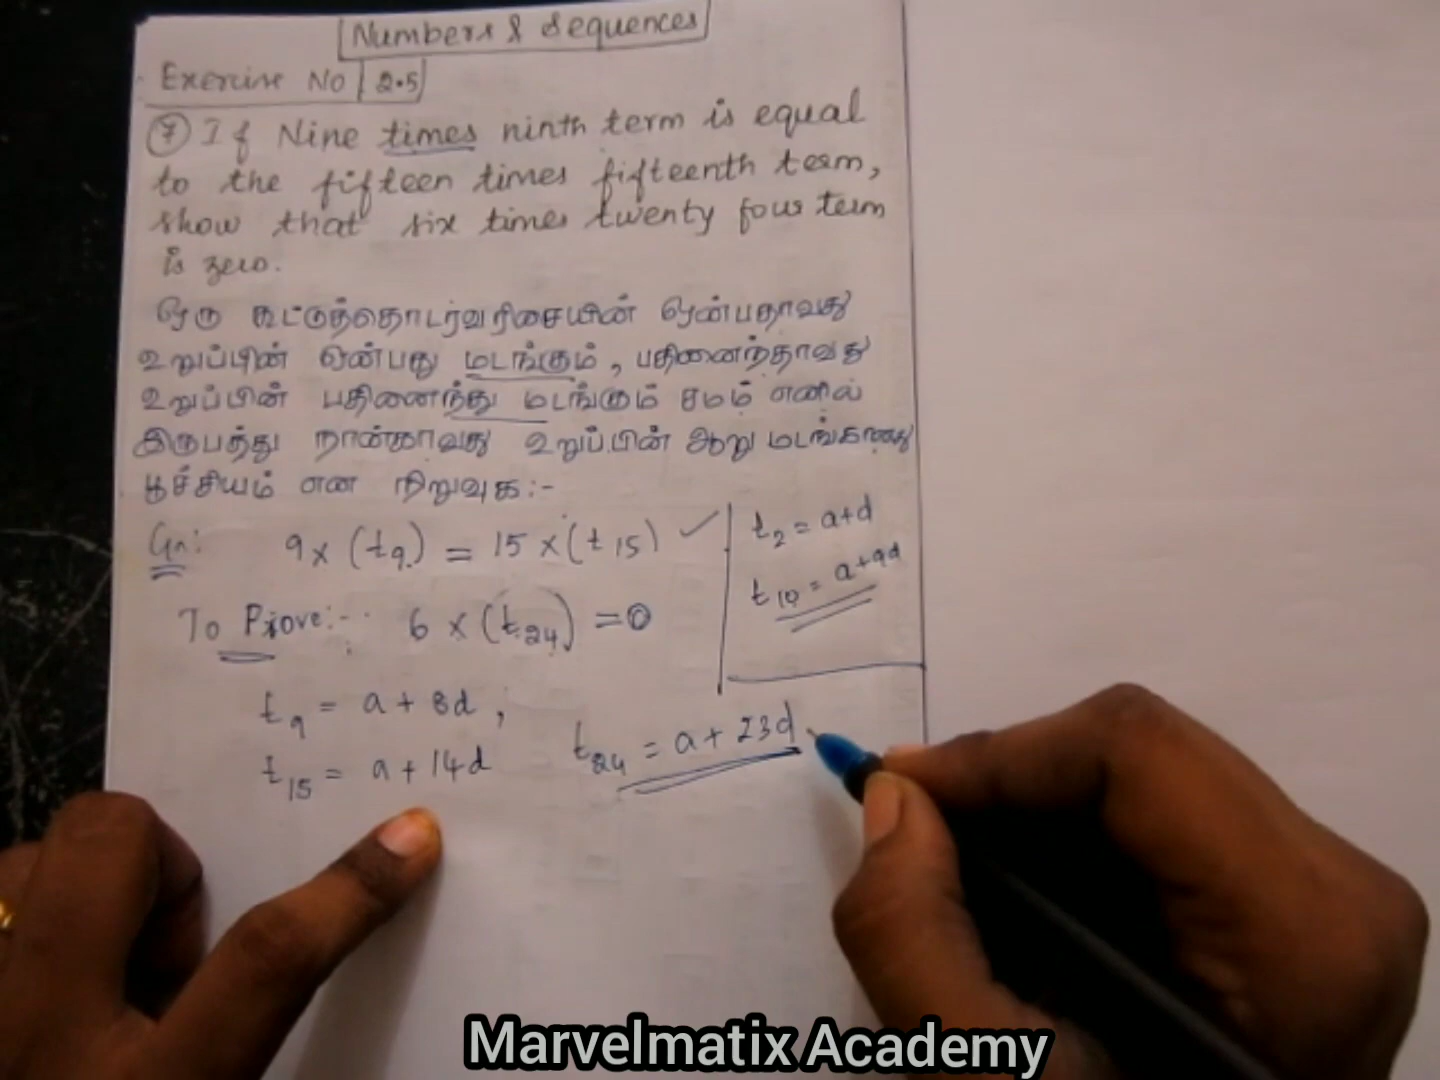 Numbers & Sequences
Exercise No 2.5
7 If Nine times ninth term is equal
to the fifteen times fifteenth team,
show that six times twenty four term
is zero.
ஒரு கூட்டுத்தொடர்வரிசையின் ஒன்பதாவது
உறுப்பின் ஒன்பது மடங்கும், பதினைந்தாவது
உறுப்பின் பதினைந்து மடங்கும் சமம் எனில்
இருபத்து நான்காவது உறுப்பின் ஆறு மடங்கானது
பூச்சியம் என நிறுவுக:-
Gn: 9 × (t₉) = 15 × (t₁₅) ✓
t₂ = a+d
t₁₀ = a+9d
To Prove:- 6 × (t₂₄) = 0
t₉ = a + 8d ;
t₁₅ = a + 14d
t₂₄ = a + 23d
Marvelmatix Academy